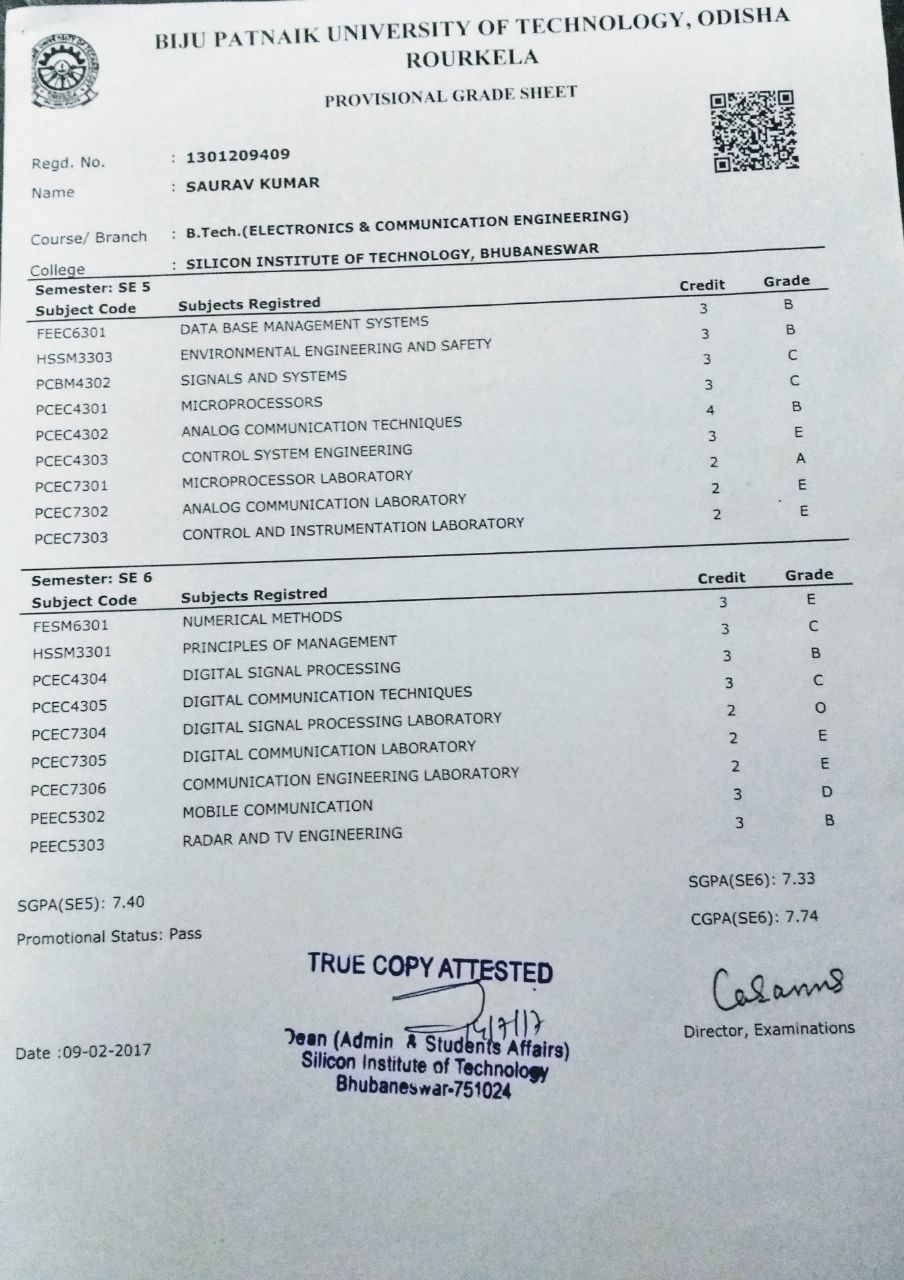 BIJU PATNAIK UNIVERSITY OF TECHNOLOGY, ODISHA
ROURKELA
PROVISIONAL GRADE SHEET
Regd. No. : 1301209409
Name : SAURAV KUMAR
Course/ Branch : B.Tech.(ELECTRONICS & COMMUNICATION ENGINEERING)
College : SILICON INSTITUTE OF TECHNOLOGY, BHUBANESWAR
Semester: SE 5
Subject Code Subjects Registred Credit Grade
FEEC6301 DATA BASE MANAGEMENT SYSTEMS 3 B
HSSM3303 ENVIRONMENTAL ENGINEERING AND SAFETY 3 B
PCBM4302 SIGNALS AND SYSTEMS 3 C
PCEC4301 MICROPROCESSORS 3 C
PCEC4302 ANALOG COMMUNICATION TECHNIQUES 4 B
PCEC4303 CONTROL SYSTEM ENGINEERING 3 E
PCEC7301 MICROPROCESSOR LABORATORY 2 A
PCEC7302 ANALOG COMMUNICATION LABORATORY 2 E
PCEC7303 CONTROL AND INSTRUMENTATION LABORATORY 2 E
Semester: SE 6
Subject Code Subjects Registred Credit Grade
FESM6301 NUMERICAL METHODS 3 E
HSSM3301 PRINCIPLES OF MANAGEMENT 3 C
PCEC4304 DIGITAL SIGNAL PROCESSING 3 B
PCEC4305 DIGITAL COMMUNICATION TECHNIQUES 3 C
PCEC7304 DIGITAL SIGNAL PROCESSING LABORATORY 2 O
PCEC7305 DIGITAL COMMUNICATION LABORATORY 2 E
PCEC7306 COMMUNICATION ENGINEERING LABORATORY 2 E
PEEC5302 MOBILE COMMUNICATION 3 D
PEEC5303 RADAR AND TV ENGINEERING 3 B
SGPA(SE5): 7.40 SGPA(SE6): 7.33
Promotional Status: Pass CGPA(SE6): 7.74
TRUE COPY ATTESTED
Dean (Admin & Students Affairs)
Silicon Institute of Technology
Bhubaneswar-751024
Director, Examinations
Date :09-02-2017